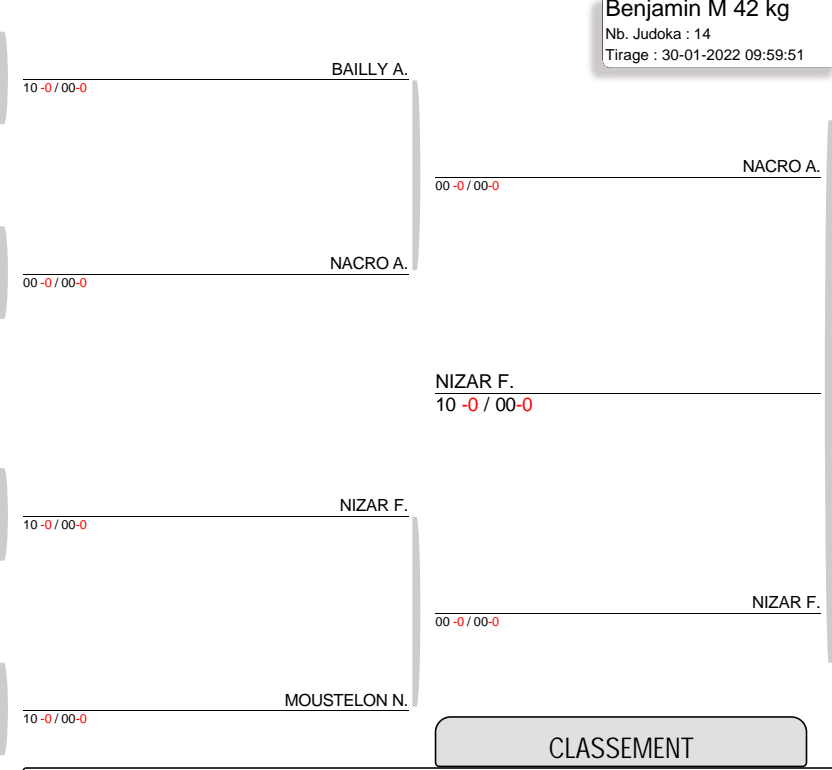 Benjamin M 42 kg
Nb. Judoka : 14
Tirage : 30-01-2022 09:59:51
BAILLY A.
10 -0 / 00-0
NACRO A.
00 -0 / 00-0
NACRO A.
00 -0 / 00-0
NIZAR F.
10 -0 / 00-0
NIZAR F.
10 -0 / 00-0
NIZAR F.
00 -0 / 00-0
MOUSTELON N.
10 -0 / 00-0
CLASSEMENT